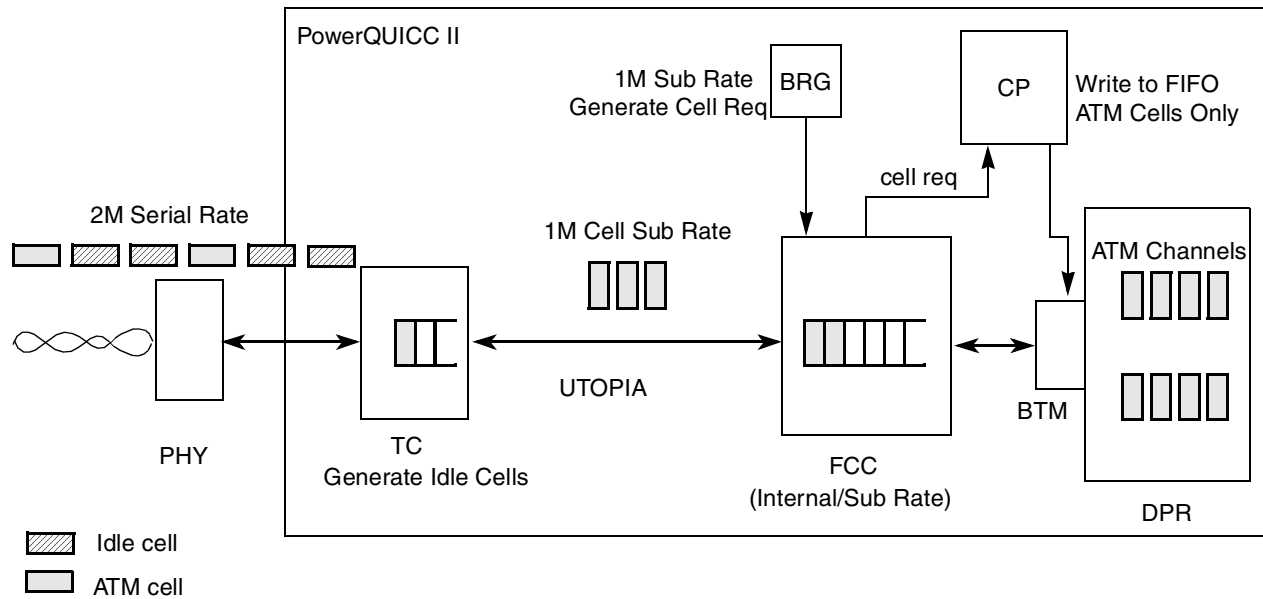 PowerQUICC II
1M Sub Rate
Generate Cell Req
BRG
CP
Write to FIFO
ATM Cells Only
cell req
2M Serial Rate
1M Cell Sub Rate
ATM Channels
UTOPIA
BTM
PHY
TC
Generate Idle Cells
FCC
(Internal/Sub Rate)
DPR
Idle cell
ATM cell